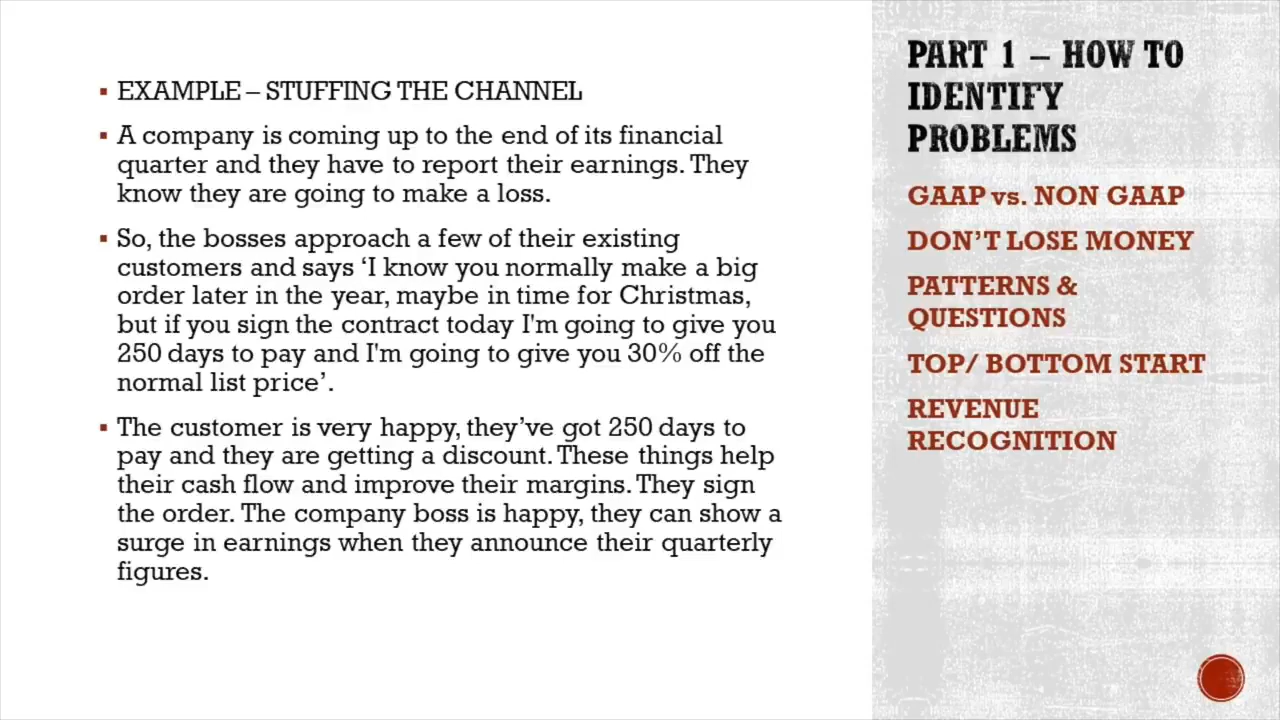 EXAMPLE – STUFFING THE CHANNEL
A company is coming up to the end of its financial
quarter and they have to report their earnings. They
know they are going to make a loss.
So, the bosses approach a few of their existing
customers and says ‘I know you normally make a big
order later in the year, maybe in time for Christmas,
but if you sign the contract today I'm going to give you
250 days to pay and I'm going to give you 30% off the
normal list price’.
The customer is very happy, they’ve got 250 days to
pay and they are getting a discount. These things help
their cash flow and improve their margins. They sign
the order. The company boss is happy, they can show a
surge in earnings when they announce their quarterly
figures.
PART 1 – HOW TO
IDENTIFY
PROBLEMS
GAAP vs. NON GAAP
DON’T LOSE MONEY
PATTERNS &
QUESTIONS
TOP/ BOTTOM START
REVENUE
RECOGNITION